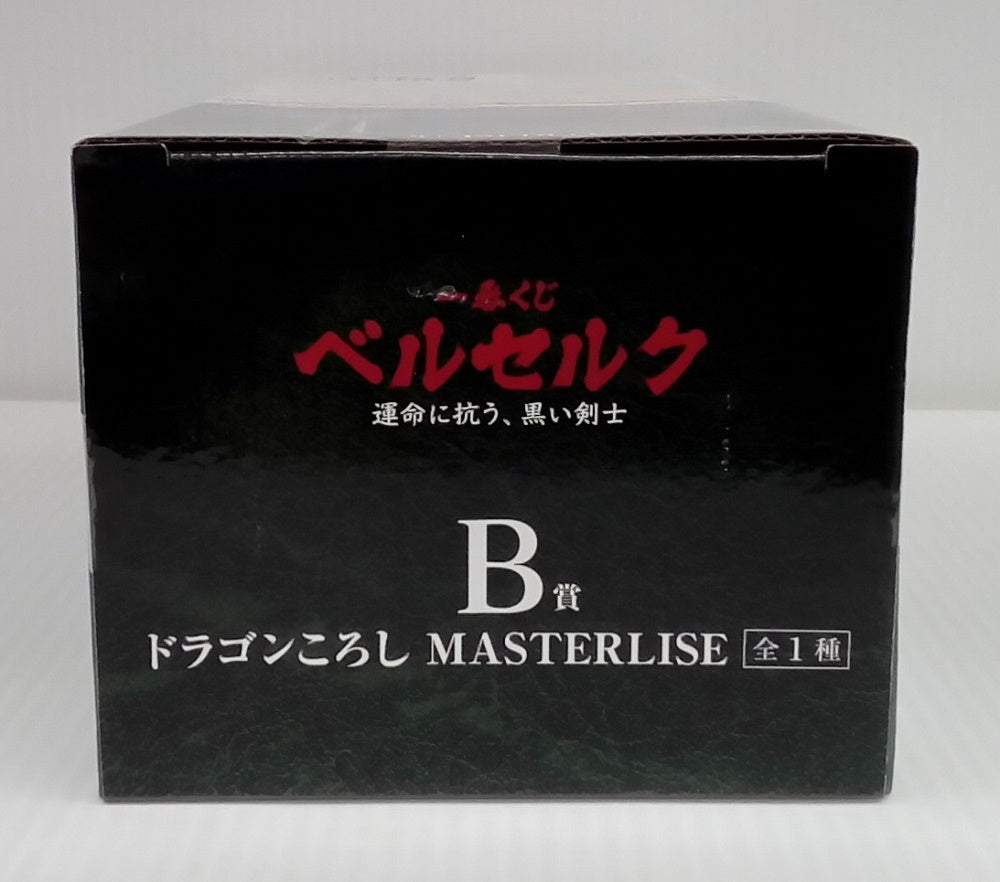 一番くじ
ベルセルク
運命に抗う、黒い剣士
B賞
ドラゴンころし MASTERLISE 全1種